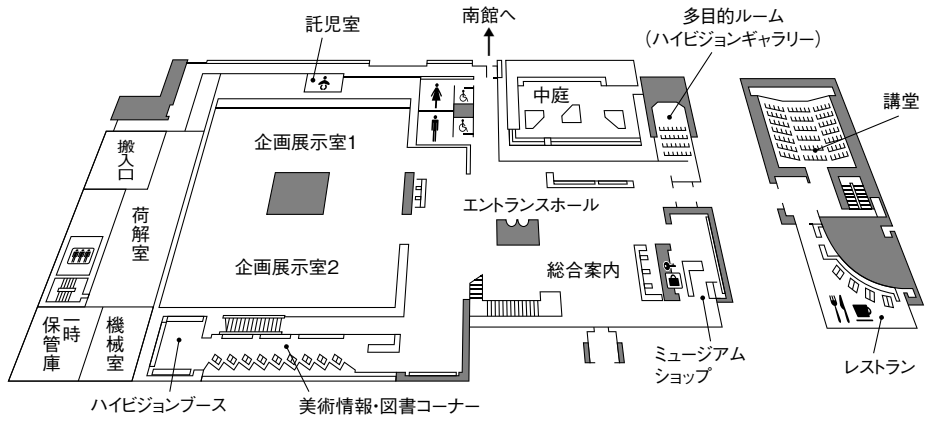 託児室
南館へ
多目的ルーム
（ハイビジョンギャラリー）
中庭
講堂
企画展示室1
搬入口
エントランスホール
荷解室
企画展示室2
総合案内
一時
保管庫
機械室
ミュージアム
ショップ
レストラン
ハイビジョンブース
美術情報・図書コーナー